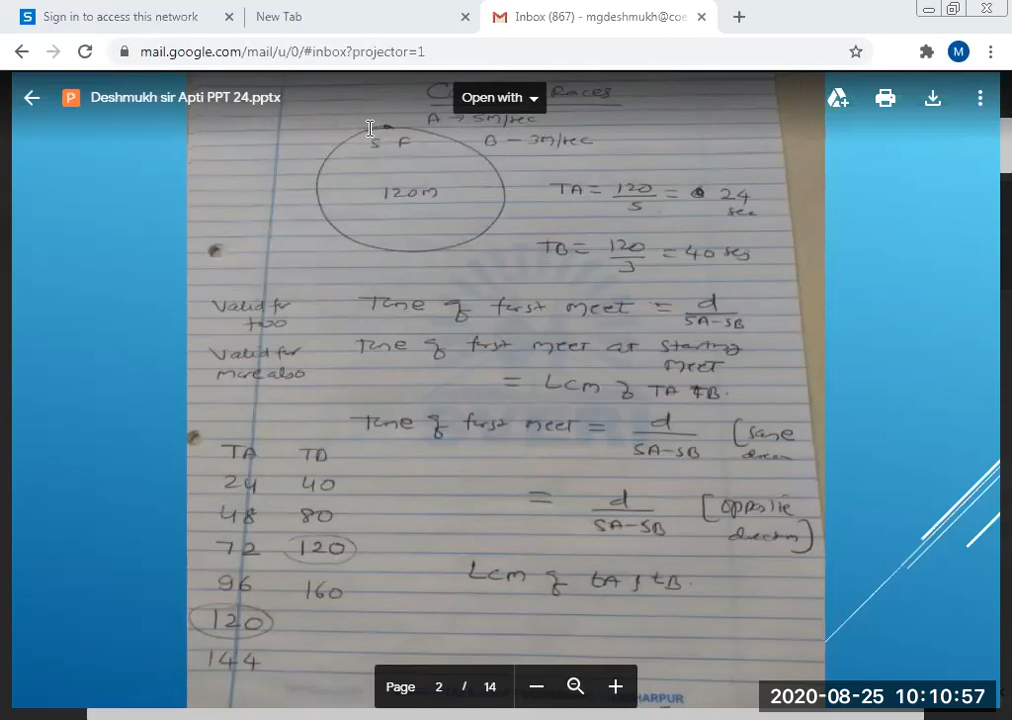 Sign in to access this network
New Tab
Inbox (867) - mgdeshmukh@coe
mail.google.com/mail/u/0/#inbox?projector=1
M
P Deshmukh sir Apti PPT 24.pptx
Open with
Races
A → 5m/sec
S F
B - 3m/sec
120m
TA = 120/5 = 24 sec
TB = 120/3 = 40 sec
Valid for two
Time of first meet = d/SA-SB
Valid for more also
Time of first meet at starting meet
= Lcm of TA TB.
Time of first meet = d/SA-SB [same direcn
= d/SA-SB [opposite direction]
Lcm of tA & tB.
TA TB
24 40
48 80
72 120
96 160
120
144
Page 2 / 14
HARPUR
2020-08-25 10:10:57